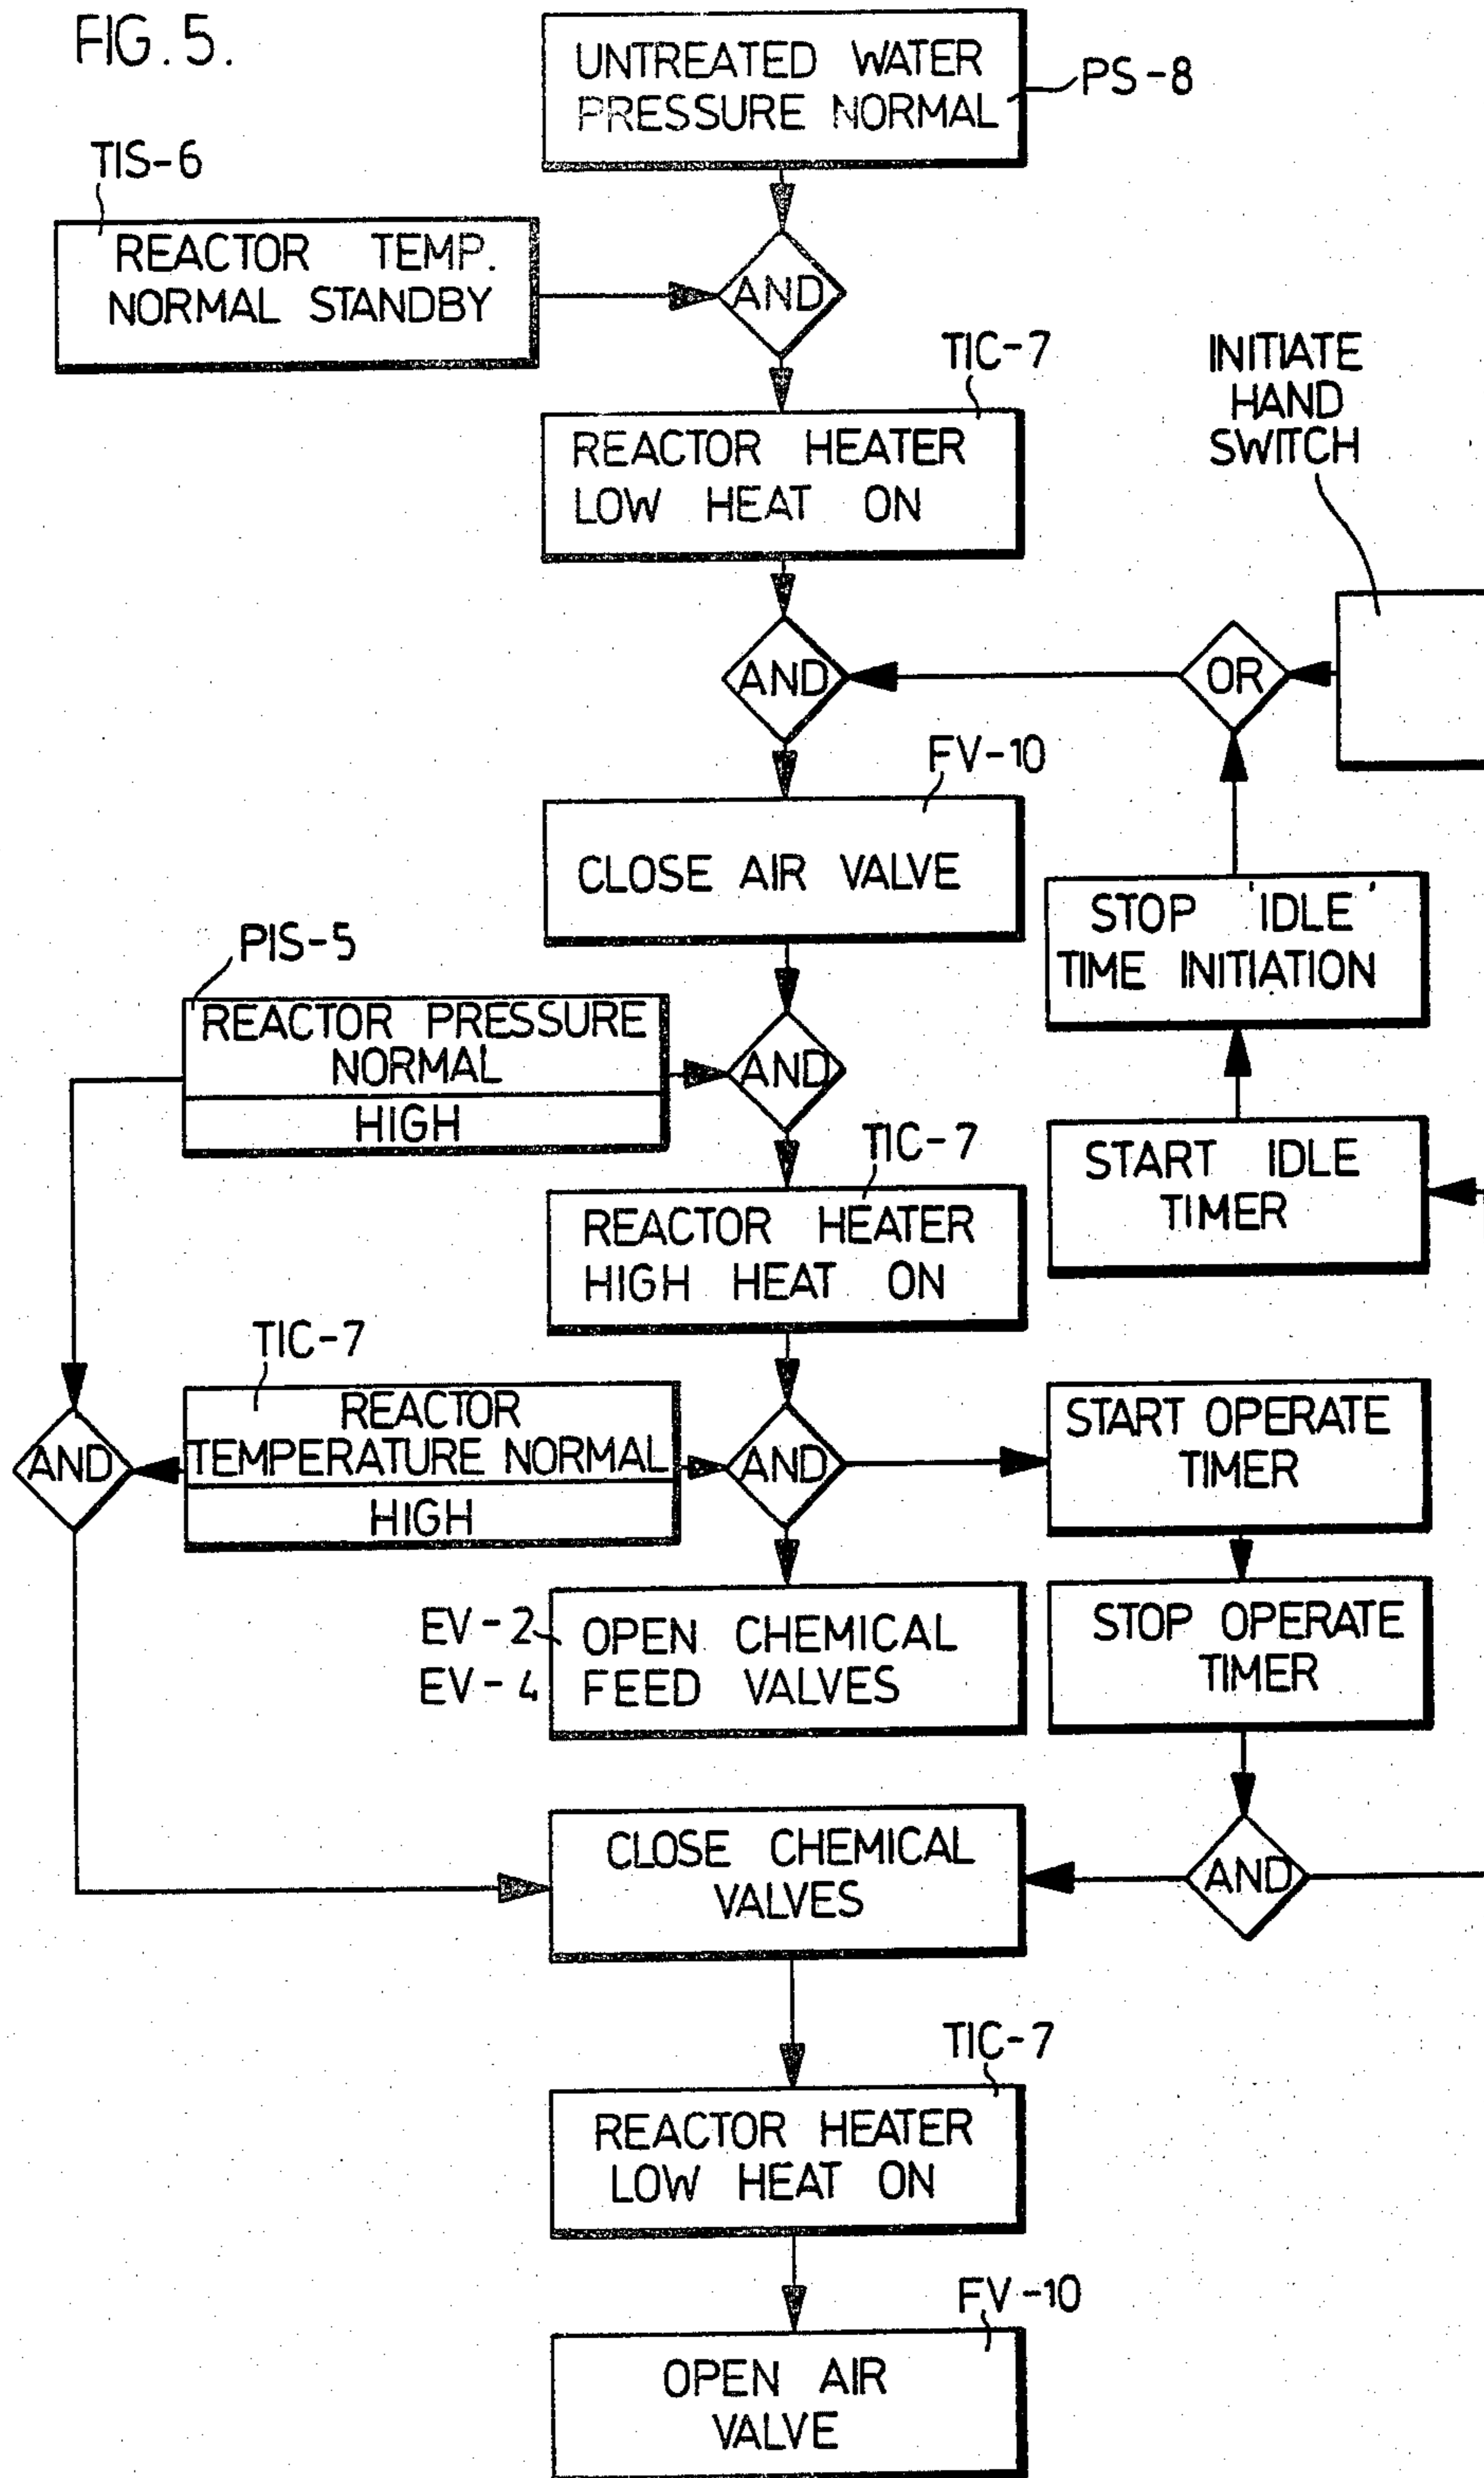 FIG. 5.
UNTREATED WATER
PRESSURE NORMAL
PS-8
TIS-6
REACTOR TEMP.
NORMAL STANDBY
AND
TIC-7
REACTOR HEATER
LOW HEAT ON
INITIATE
HAND
SWITCH
AND
OR
FV-10
CLOSE AIR VALVE
STOP 'IDLE'
TIME INITIATION
PIS-5
REACTOR PRESSURE
NORMAL
HIGH
AND
START IDLE
TIMER
TIC-7
REACTOR HEATER
HIGH HEAT ON
TIC-7
AND
REACTOR
TEMPERATURE NORMAL
HIGH
AND
START OPERATE
TIMER
EV-2
EV-4
OPEN CHEMICAL
FEED VALVES
STOP OPERATE
TIMER
CLOSE CHEMICAL
VALVES
AND
TIC-7
REACTOR HEATER
LOW HEAT ON
FV-10
OPEN AIR
VALVE